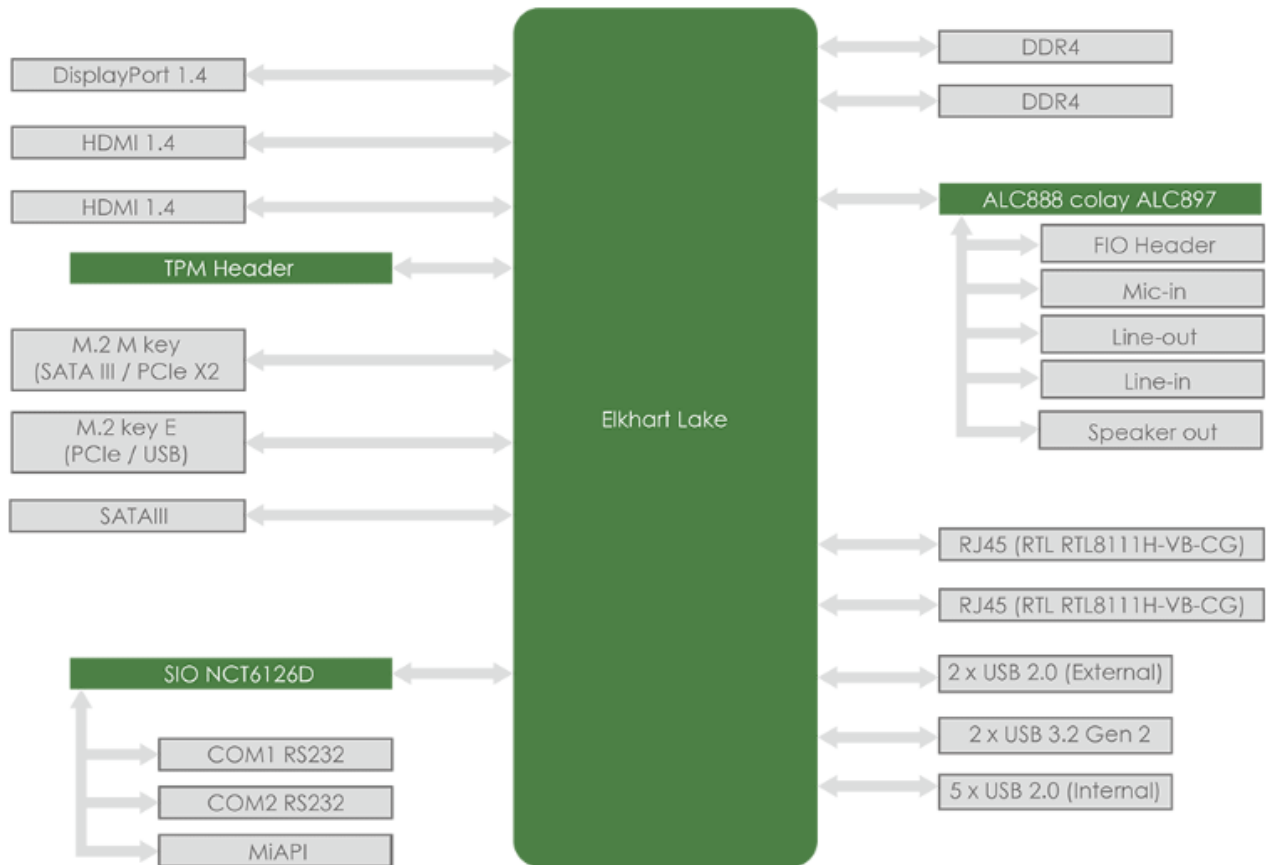 DisplayPort 1.4
HDMI 1.4
HDMI 1.4
TPM Header
M.2 M key
(SATA III / PCIe X2
M.2 key E
(PCIe / USB)
SATAIII
SIO NCT6126D
COM1 RS232
COM2 RS232
MiAPI
Elkhart Lake
DDR4
DDR4
ALC888 colay ALC897
FIO Header
Mic-in
Line-out
Line-in
Speaker out
RJ45 (RTL RTL8111H-VB-CG)
RJ45 (RTL RTL8111H-VB-CG)
2 x USB 2.0 (External)
2 x USB 3.2 Gen 2
5 x USB 2.0 (Internal)